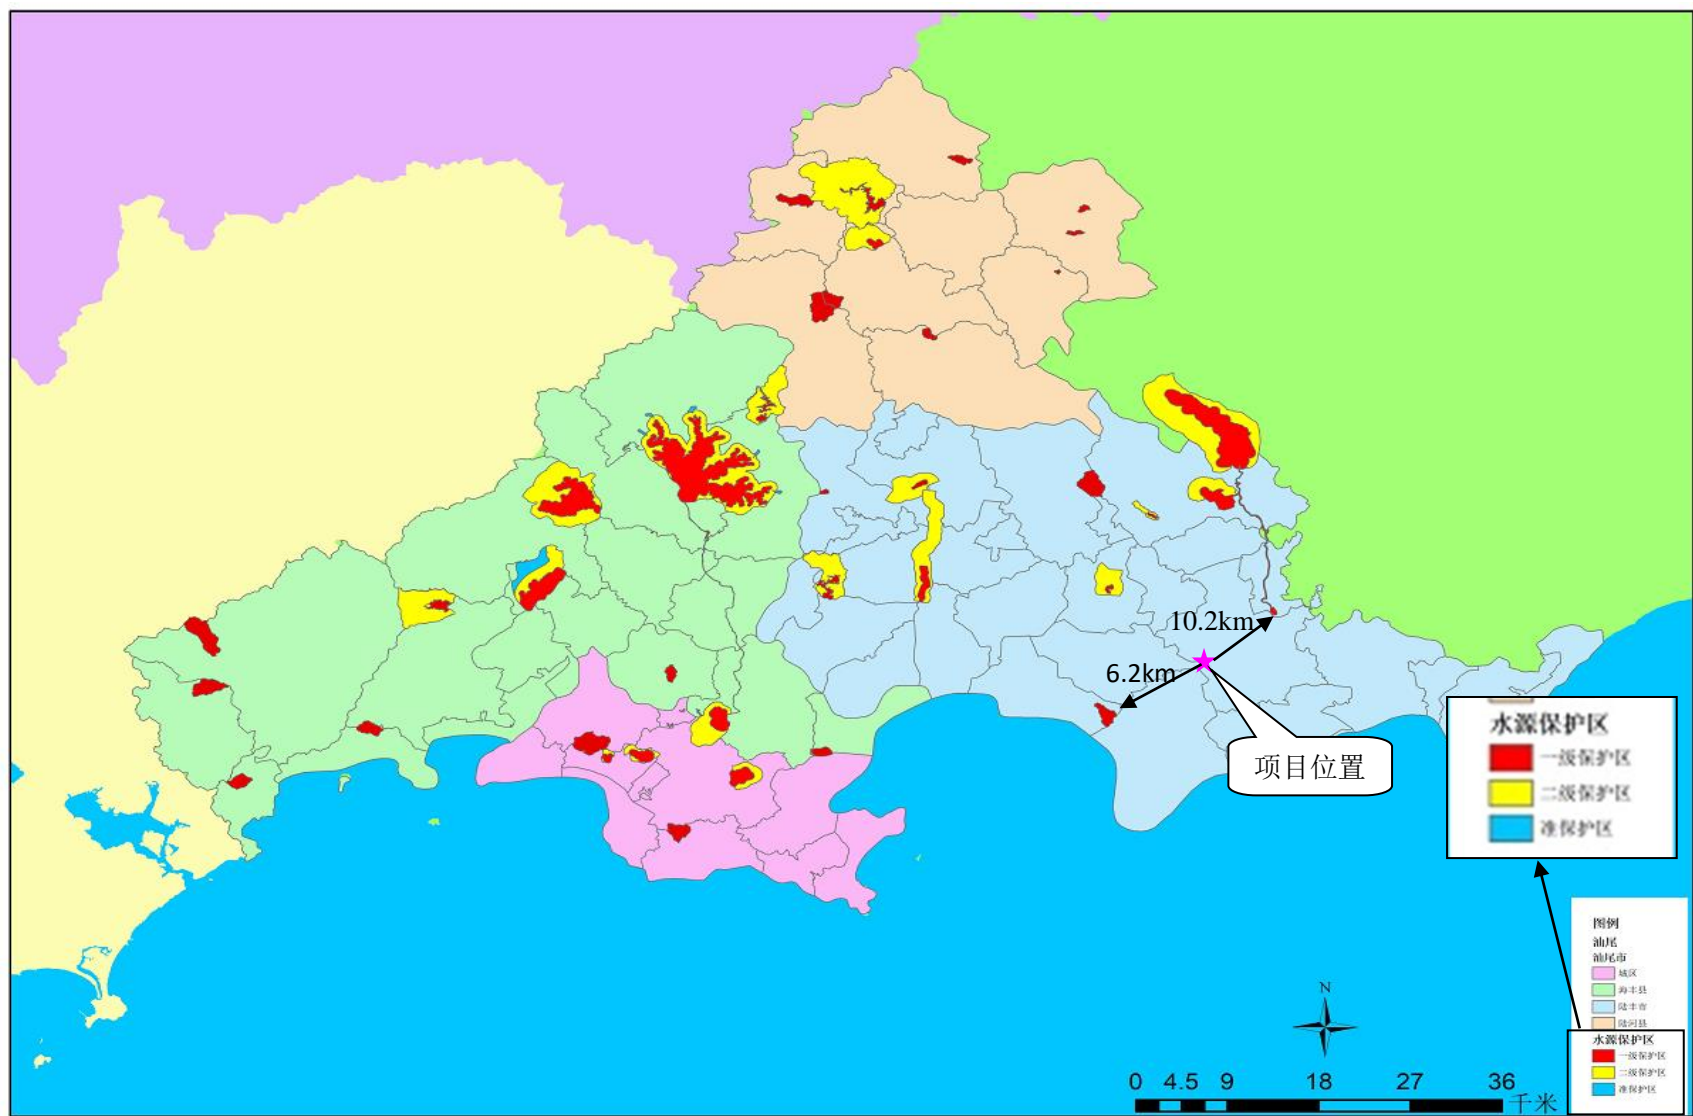 10.2km
6.2km
项目位置
水源保护区
一级保护区
二级保护区
准保护区
图例
汕尾
汕尾市
城区
海丰县
陆丰市
陆河县
水源保护区
一级保护区
二级保护区
准保护区
N
0 4.5 9 18 27 36
千米